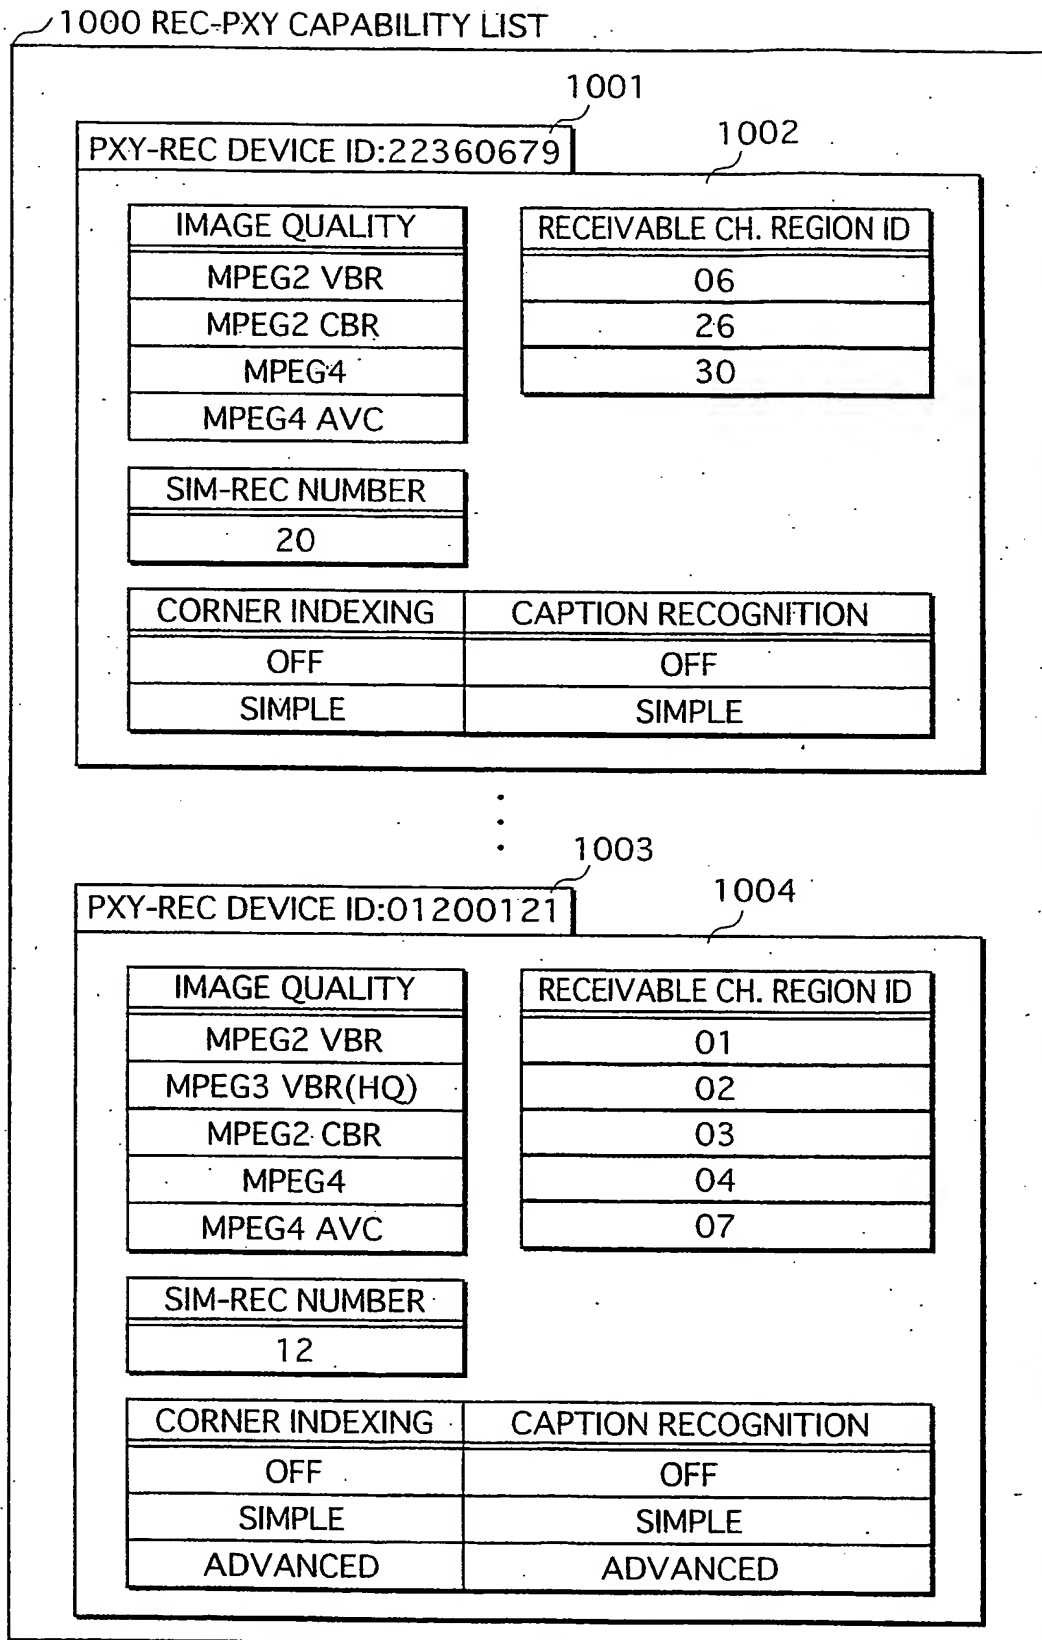 1000 REC-PXY CAPABILITY LIST
1001
PXY-REC DEVICE ID:22360679
1002
IMAGE QUALITY
MPEG2 VBR
MPEG2 CBR
MPEG4
MPEG4 AVC
RECEIVABLE CH. REGION ID
06
26
30
SIM-REC NUMBER
20
CORNER INDEXING CAPTION RECOGNITION
OFF OFF
SIMPLE SIMPLE
1003
PXY-REC DEVICE ID:01200121
1004
IMAGE QUALITY
MPEG2 VBR
MPEG3 VBR(HQ)
MPEG2 CBR
MPEG4
MPEG4 AVC
RECEIVABLE CH. REGION ID
01
02
03
04
07
SIM-REC NUMBER
12
CORNER INDEXING CAPTION RECOGNITION
OFF OFF
SIMPLE SIMPLE
ADVANCED ADVANCED